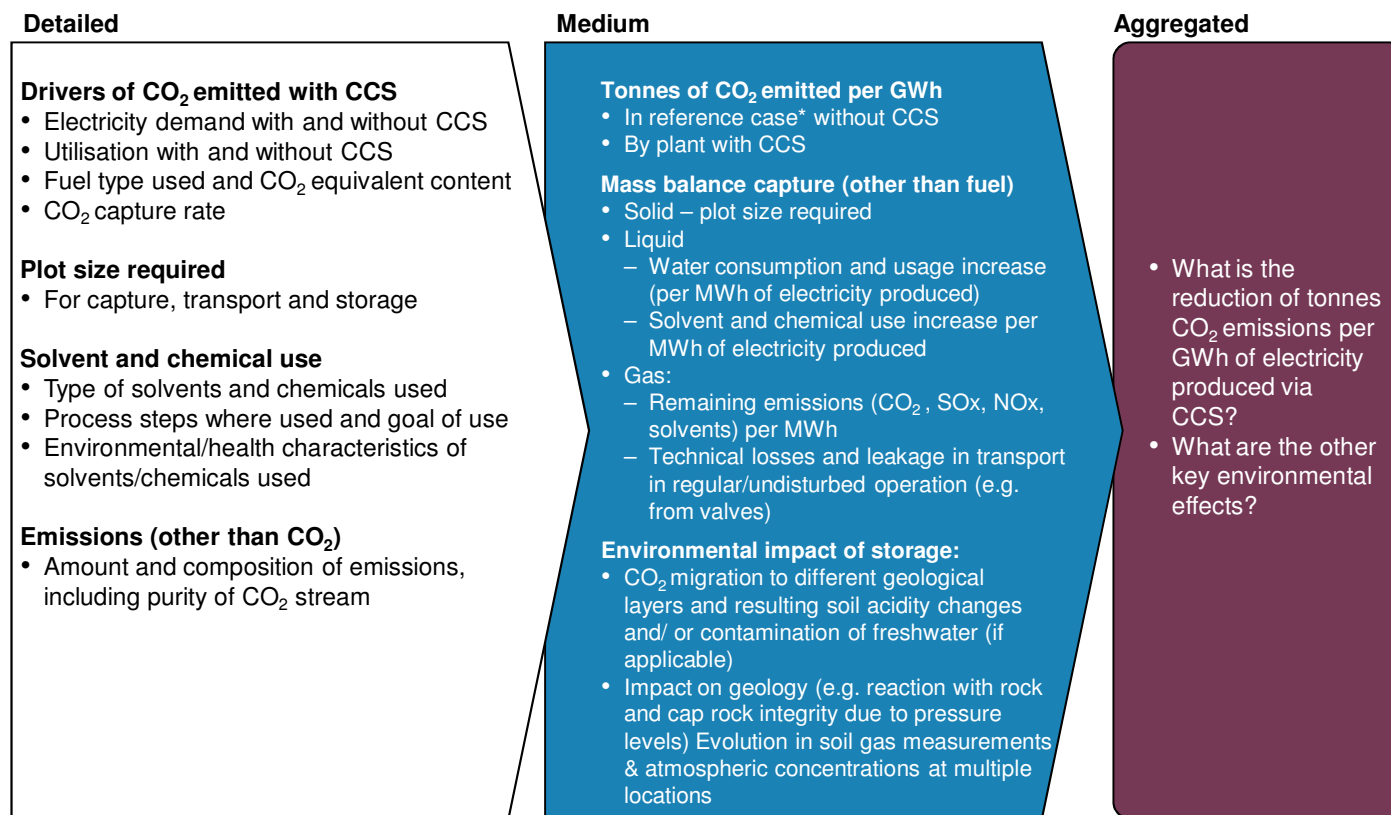 Detailed
Drivers of CO₂ emitted with CCS
• Electricity demand with and without CCS
• Utilisation with and without CCS
• Fuel type used and CO₂ equivalent content
• CO₂ capture rate
Plot size required
• For capture, transport and storage
Solvent and chemical use
• Type of solvents and chemicals used
• Process steps where used and goal of use
• Environmental/health characteristics of
solvents/chemicals used
Emissions (other than CO₂)
• Amount and composition of emissions,
including purity of CO₂ stream
Medium
Tonnes of CO₂ emitted per GWh
• In reference case* without CCS
• By plant with CCS
Mass balance capture (other than fuel)
• Solid – plot size required
• Liquid
– Water consumption and usage increase
(per MWh of electricity produced)
– Solvent and chemical use increase per
MWh of electricity produced
• Gas:
– Remaining emissions (CO₂ , SOx, NOx,
solvents) per MWh
– Technical losses and leakage in transport
in regular/undisturbed operation (e.g.
from valves)
Environmental impact of storage:
• CO₂ migration to different geological
layers and resulting soil acidity changes
and/ or contamination of freshwater (if
applicable)
• Impact on geology (e.g. reaction with rock
and cap rock integrity due to pressure
levels) Evolution in soil gas measurements
& atmospheric concentrations at multiple
locations
Aggregated
• What is the
reduction of tonnes
CO₂ emissions per
GWh of electricity
produced via
CCS?
• What are the other
key environmental
effects?